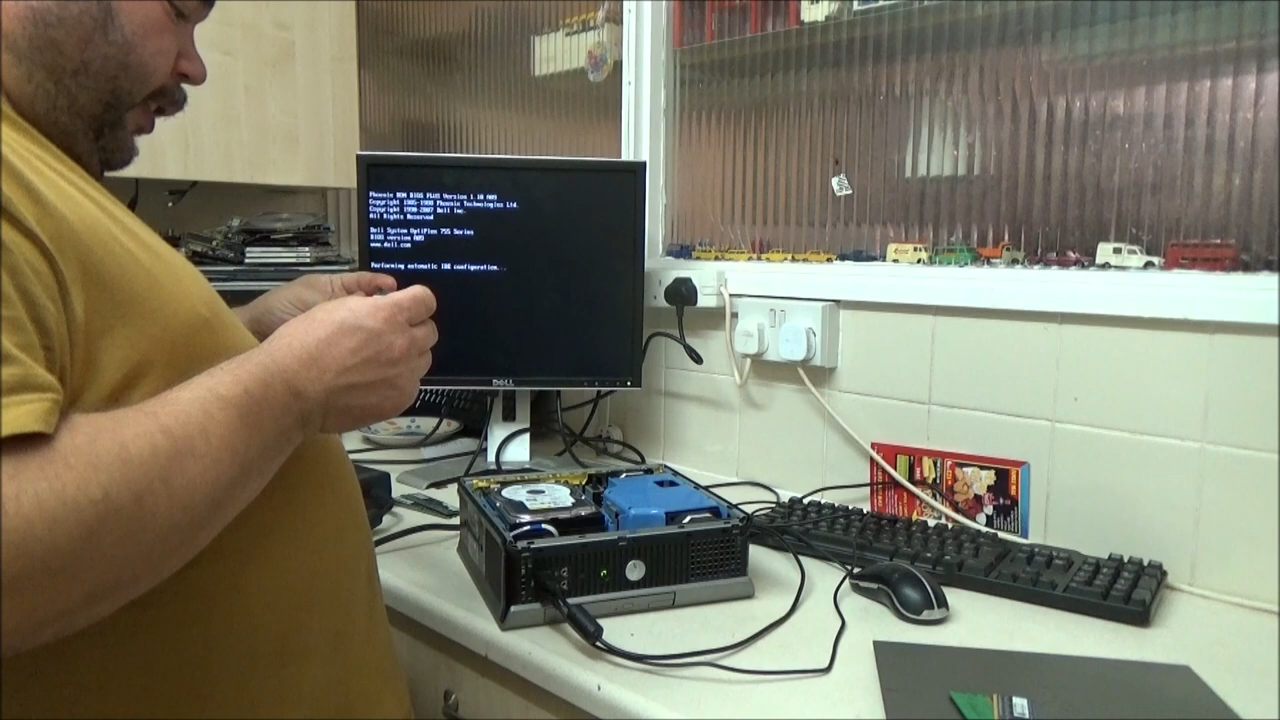 Phoenix ROM BIOS PLUS Version 1.10 A09
Copyright 1985-1988 Phoenix Technologies Ltd.
Copyright 1990-2007 Dell Inc.
All Rights Reserved
Dell System OptiPlex 755 Series
BIOS version A09
www.dell.com
Performing automatic IDE configuration...
DELL